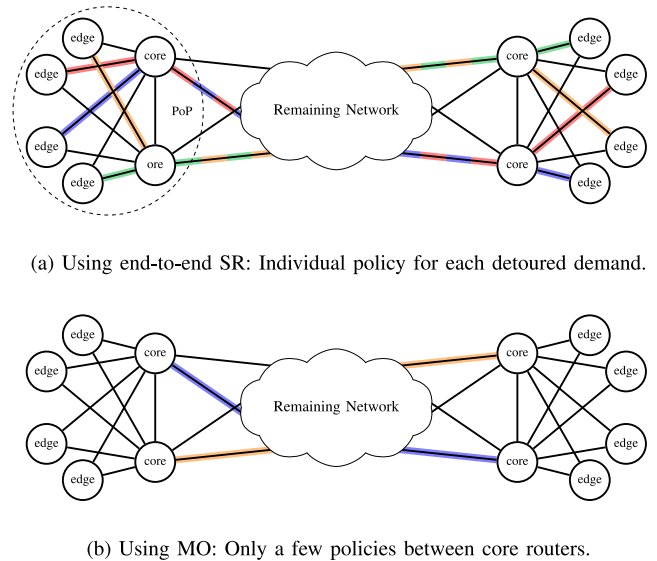 edge
edge
core
core
edge
edge
PoP
Remaining Network
edge
ore
core
edge
edge
edge
(a) Using end-to-end SR: Individual policy for each detoured demand.
edge
edge
core
core
edge
edge
Remaining Network
edge
edge
core
core
edge
edge
(b) Using MO: Only a few policies between core routers.